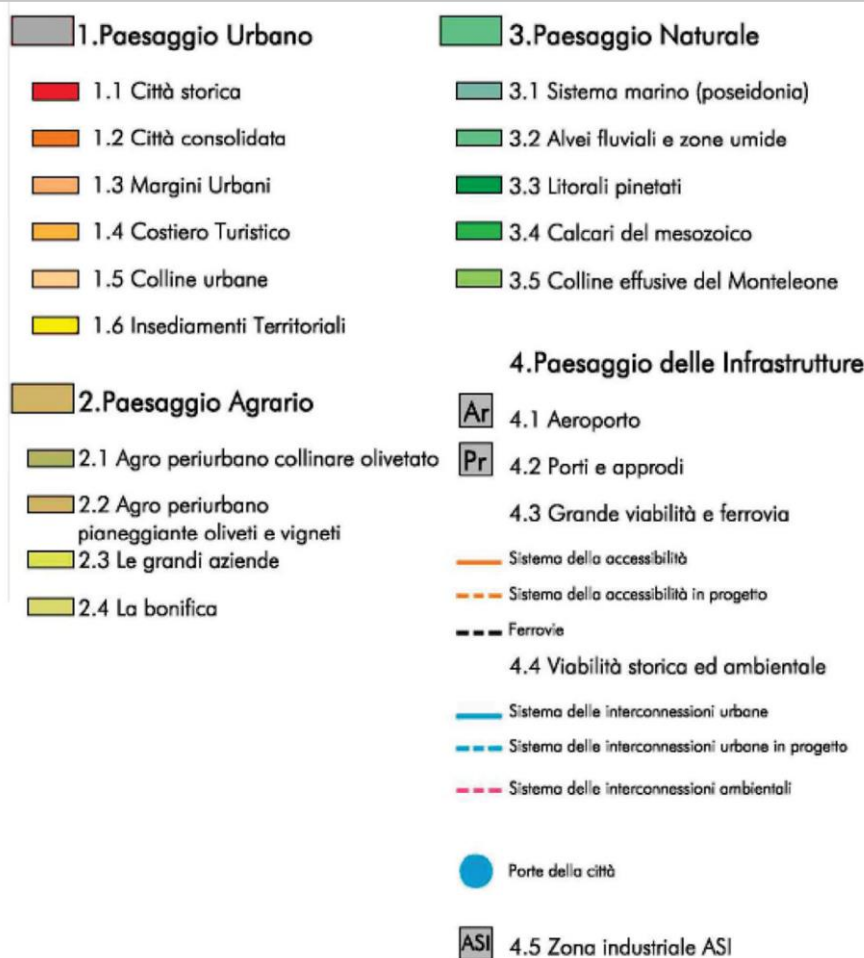 1.Paesaggio Urbano
1.1 Città storica
1.2 Città consolidata
1.3 Margini Urbani
1.4 Costiero Turistico
1.5 Colline urbane
1.6 Insediamenti Territoriali
2.Paesaggio Agrario
2.1 Agro periurbano collinare olivetato
2.2 Agro periurbano
pianeggiante oliveti e vigneti
2.3 Le grandi aziende
2.4 La bonifica
3.Paesaggio Naturale
3.1 Sistema marino (poseidonia)
3.2 Alvei fluviali e zone umide
3.3 Litorali pinetati
3.4 Calcari del mesozoico
3.5 Colline effusive del Monteleone
4.Paesaggio delle Infrastrutture
Ar 4.1 Aeroporto
Pr 4.2 Porti e approdi
4.3 Grande viabilità e ferrovia
Sistema della accessibilità
Sistema della accessibilità in progetto
Ferrovie
4.4 Viabilità storica ed ambientale
Sistema delle interconnessioni urbane
Sistema delle interconnessioni urbane in progetto
Sistema delle interconnessioni ambientali
Porte della città
ASI 4.5 Zona industriale ASI